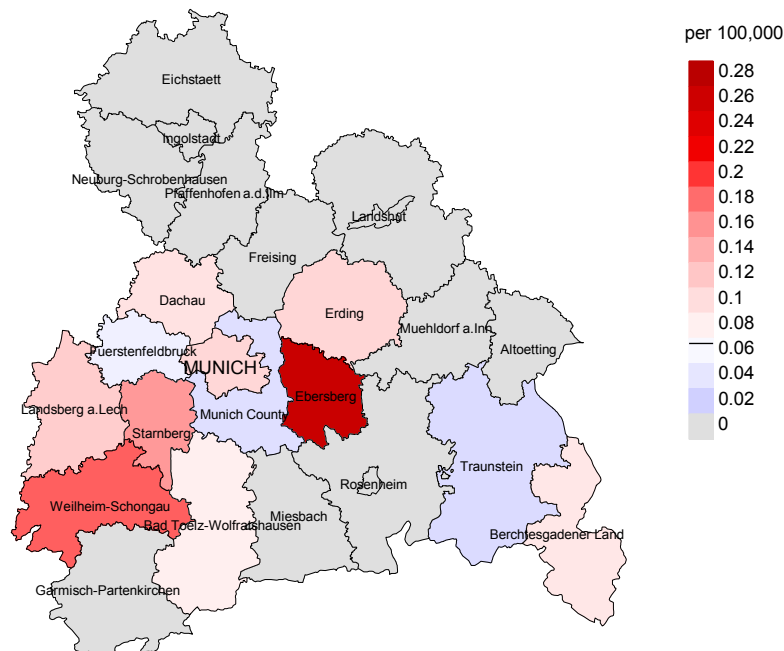 per 100,000
0.28
0.26
0.24
0.22
0.2
0.18
0.16
0.14
0.12
0.1
0.08
0.06
0.04
0.02
0
Eichstaett
Ingolstadt
Neuburg-Schrobenhausen
Pfaffenhofen a.d.Ilm
Landshut
Freising
Dachau
Erding
Muehldorf a.Inn
Altoetting
Fuerstenfeldbruck
MUNICH
Ebersberg
Landsberg a.Lech
Munich County
Starnberg
Traunstein
Rosenheim
Weilheim-Schongau
Miesbach
Bad Toelz-Wolfratshausen
Berchtesgadener Land
Garmisch-Partenkirchen